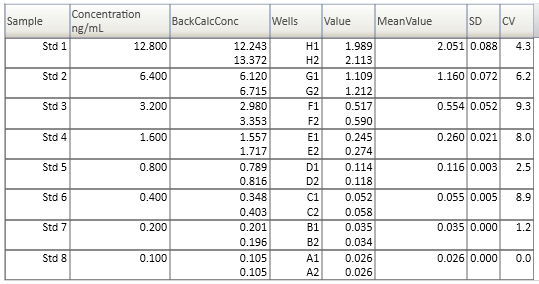 Sample Concentration ng/mL BackCalcConc Wells Value MeanValue SD CV
Std 1 12.800 12.243 H1 1.989 2.051 0.088 4.3
13.372 H2 2.113
Std 2 6.400 6.120 G1 1.109 1.160 0.072 6.2
6.715 G2 1.212
Std 3 3.200 2.980 F1 0.517 0.554 0.052 9.3
3.353 F2 0.590
Std 4 1.600 1.557 E1 0.245 0.260 0.021 8.0
1.717 E2 0.274
Std 5 0.800 0.789 D1 0.114 0.116 0.003 2.5
0.816 D2 0.118
Std 6 0.400 0.348 C1 0.052 0.055 0.005 8.9
0.403 C2 0.058
Std 7 0.200 0.201 B1 0.035 0.035 0.000 1.2
0.196 B2 0.034
Std 8 0.100 0.105 A1 0.026 0.026 0.000 0.0
0.105 A2 0.026